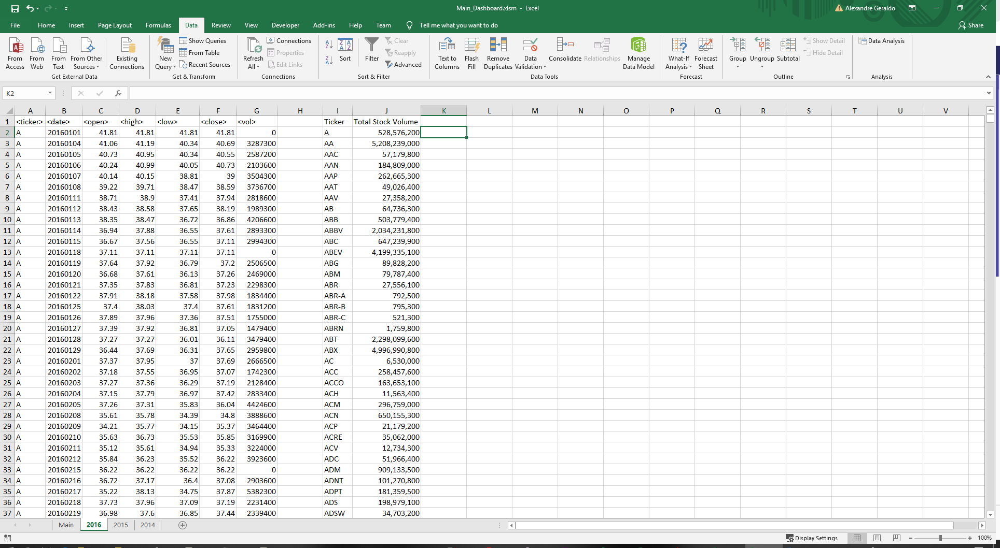 Main_Dashboard.xlsm - Excel
Alexandre Geraldo
File Home Insert Page Layout Formulas Data Review View Developer Add-ins Help Team Tell me what you want to do Share
From Access
From Web
From Text
From Other Sources
Existing Connections
Get External Data
New Query
Show Queries
From Table
Recent Sources
Get & Transform
Refresh All
Connections
Properties
Edit Links
Connections
Sort
Filter
Clear
Reapply
Advanced
Sort & Filter
Text to Columns
Flash Fill
Remove Duplicates
Data Validation
Consolidate
Relationships
Manage Data Model
Data Tools
What-If Analysis
Forecast Sheet
Forecast
Group
Ungroup
Subtotal
Show Detail
Hide Detail
Outline
Data Analysis
Analysis
K2 fx
A B C D E F G H I J K L M N O P Q R S T U V
1 <ticker> <date> <open> <high> <low> <close> <vol> Ticker Total Stock Volume
2 A 20160101 41.81 41.81 41.81 41.81 0 A 528,576,200
3 A 20160104 41.06 41.19 40.34 40.69 3287300 AA 5,208,239,000
4 A 20160105 40.73 40.95 40.34 40.55 2587200 AAC 57,179,800
5 A 20160106 40.24 40.99 40.05 40.73 2103600 AAN 184,809,000
6 A 20160107 40.14 40.15 38.81 39 3504300 AAP 262,665,300
7 A 20160108 39.22 39.71 38.47 38.59 3736700 AAT 49,026,400
8 A 20160111 38.71 38.9 37.41 37.94 2818600 AAV 27,358,200
9 A 20160112 38.43 38.58 37.65 38.19 1989300 AB 64,736,300
10 A 20160113 38.35 38.47 36.72 36.86 4206600 ABB 503,779,400
11 A 20160114 36.94 37.88 36.55 37.61 2893300 ABBV 2,034,231,800
12 A 20160115 36.67 37.56 36.55 37.11 2994300 ABC 647,239,900
13 A 20160118 37.11 37.11 37.11 37.11 0 ABEV 4,199,335,100
14 A 20160119 37.64 37.92 36.79 37.2 2506500 ABG 89,828,200
15 A 20160120 36.68 37.61 36.13 37.26 2469000 ABM 79,787,400
16 A 20160121 37.35 37.83 36.81 37.23 2298300 ABR 27,556,100
17 A 20160122 37.91 38.18 37.58 37.98 1834400 ABR-A 792,500
18 A 20160125 37.4 38.03 37.4 37.61 1831200 ABR-B 795,300
19 A 20160126 37.89 37.96 37.36 37.51 1755000 ABR-C 521,300
20 A 20160127 37.39 37.92 36.81 37.05 1479400 ABRN 1,759,800
21 A 20160128 37.27 37.27 36.01 36.11 3479400 ABT 2,298,099,600
22 A 20160129 36.44 37.69 36.31 37.65 2959800 ABX 4,996,990,800
23 A 20160201 37.37 37.95 37 37.69 2666500 AC 6,530,000
24 A 20160202 37.18 37.55 36.95 37.07 1742300 ACC 258,457,600
25 A 20160203 37.27 37.36 36.29 37.19 2128400 ACCO 163,653,100
26 A 20160204 37.15 37.79 36.97 37.42 2833400 ACH 11,563,400
27 A 20160205 37.26 37.31 35.83 36.04 4424600 ACM 296,759,000
28 A 20160208 35.61 35.78 34.39 34.8 3888600 ACN 650,155,300
29 A 20160209 34.21 35.77 34.15 35.37 3464400 ACP 21,179,200
30 A 20160210 35.63 36.73 35.53 35.85 3169900 ACRE 35,062,000
31 A 20160211 35.12 35.61 34.94 35.33 3224000 ACV 12,734,300
32 A 20160212 35.84 36.23 35.52 36.22 3923600 ADC 51,966,400
33 A 20160215 36.22 36.22 36.22 36.22 0 ADM 909,133,500
34 A 20160216 36.72 37.17 36.4 37.08 2903600 ADNT 101,270,800
35 A 20160217 35.22 38.13 34.75 37.87 5382300 ADPT 181,359,500
36 A 20160218 37.73 37.96 37.09 37.19 2231400 ADS 198,979,100
37 A 20160219 36.98 37.6 36.85 37.44 2339400 ADSW 34,703,200
Main 2016 2015 2014
Display Settings 100%